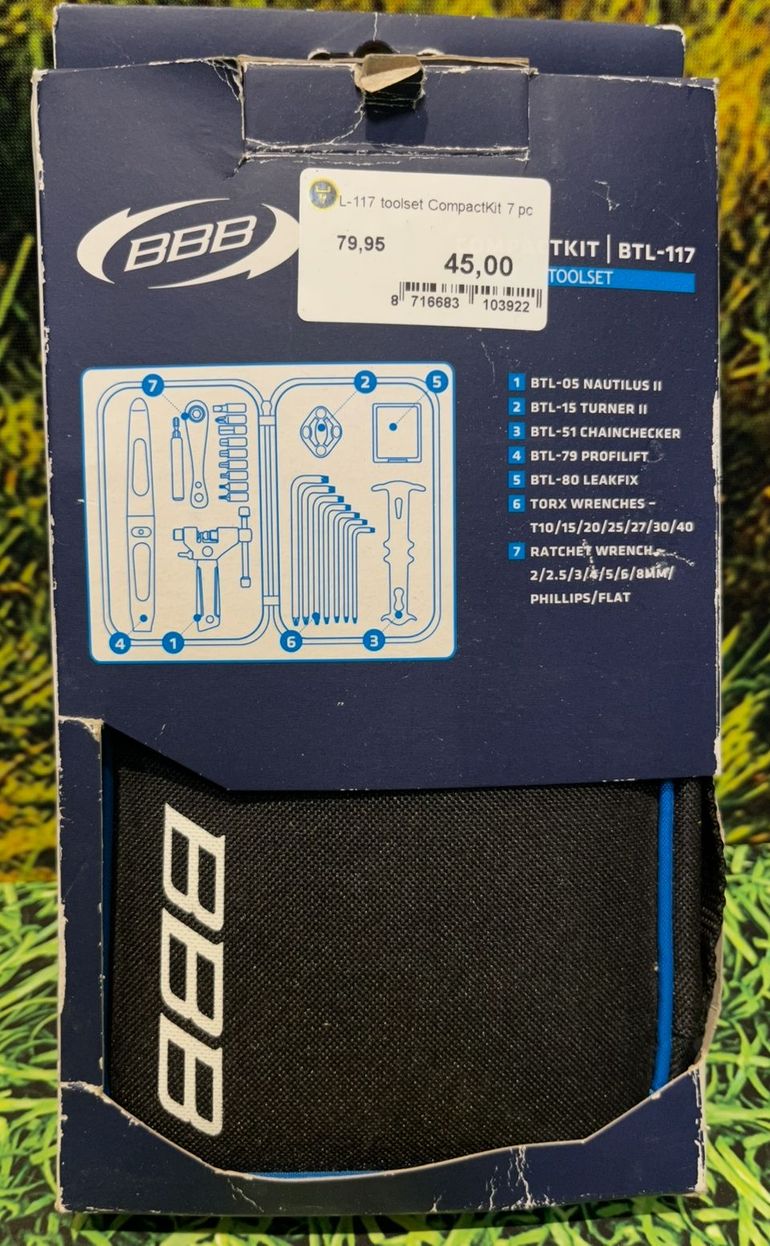 L-117 toolset CompactKit 7 pc
79,95
45,00
8 716683 103922
BBB
CTKIT | BTL-117
TOOLSET
7
2
5
4
1
6
3
1 BTL-05 NAUTILUS II
2 BTL-15 TURNER II
3 BTL-51 CHAINCHECKER
4 BTL-79 PROFILIFT
5 BTL-80 LEAKFIX
6 TORX WRENCHES -
T10/15/20/25/27/30/40
7 RATCHET WRENCH -
2/2.5/3/4/5/6/8MM/
PHILLIPS/FLAT
BBB